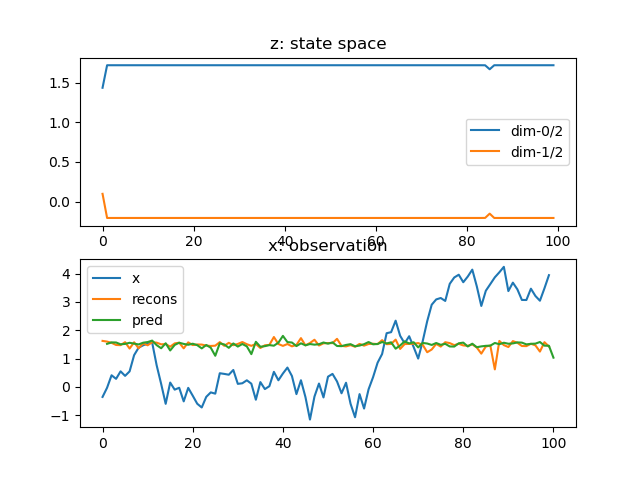 z: state space
1.5
1.0
0.5
0.0
dim-0/2
dim-1/2
0 20 40 60 80 100
x: observation
4
3
2
1
0
−1
x
recons
pred
0 20 40 60 80 100